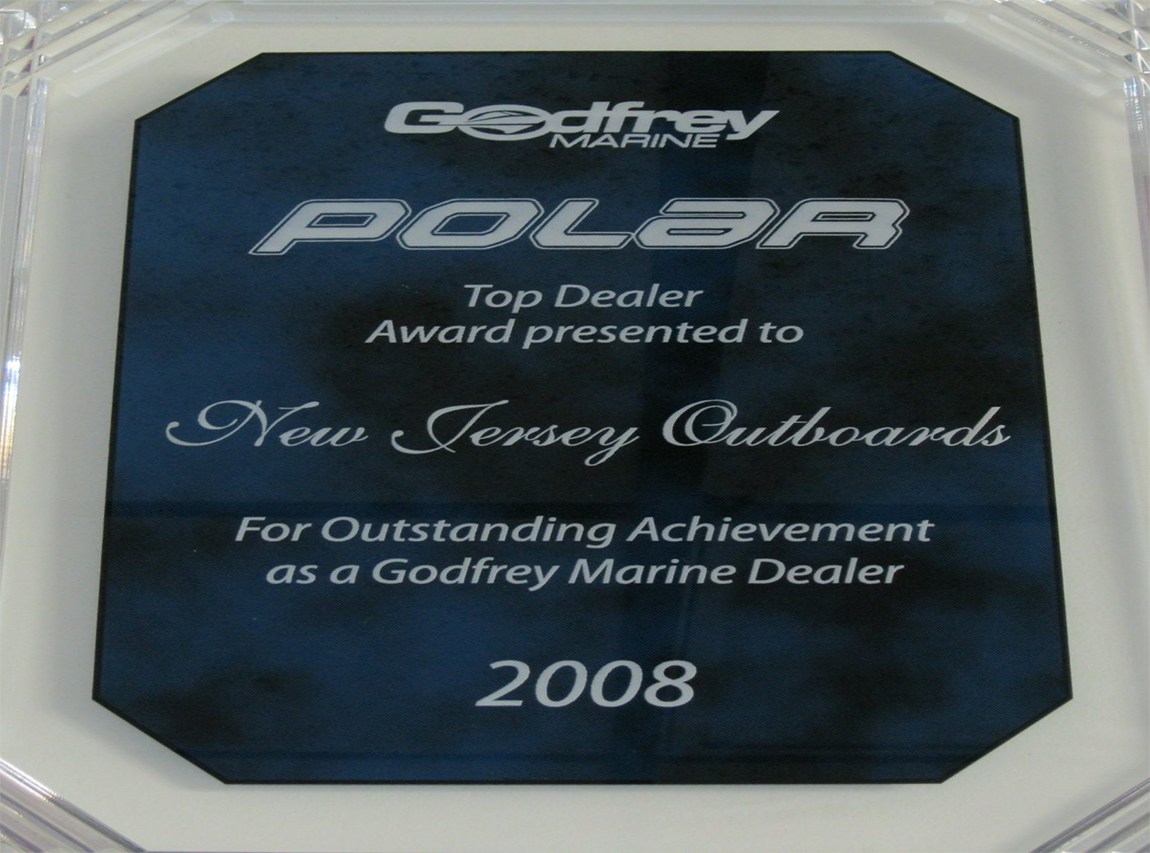 Godfrey
MARINE
POLAR
Top Dealer
Award presented to
New Jersey Outboards
For Outstanding Achievement
as a Godfrey Marine Dealer
2008